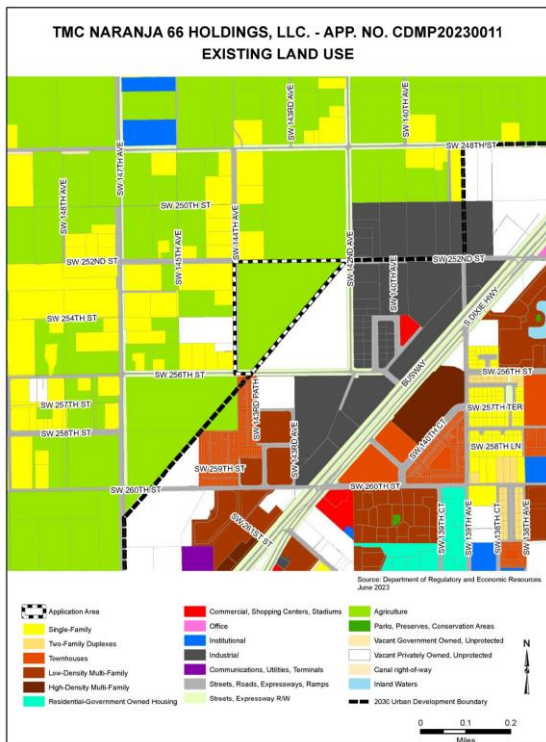 TMC NARANJA 66 HOLDINGS, LLC. - APP. NO. CDMP20230011
EXISTING LAND USE
SW 147TH AVE
SW 143RD AVE
SW 140TH AVE
SW 248TH ST
SW 148TH AVE
SW 250TH ST
SW 145TH AVE
SW 144TH AVE
SW 142ND AVE
SW 252ND ST
SW 252ND ST
SW 140TH AVE
S DIXIE HWY
SW 254TH ST
BUSWAY
SW 256TH ST
SW 256TH ST
SW 257TH ST
SW 143RD PATH
SW 257TH TER
SW 258TH ST
SW 143RD AVE
SW 140TH CT
SW 258TH LN
SW 259TH ST
SW 260TH ST
SW 260TH ST
SW 261ST ST
SW 139TH CT
SW 139TH AVE
SW 138TH CT
SW 138TH AVE
Source: Department of Regulatory and Economic Resources
June 2023
Application Area
Single-Family
Two-Family Duplexes
Townhouses
Low-Density Multi-Family
High-Density Multi-Family
Residential-Government Owned Housing
Commercial, Shopping Centers, Stadiums
Office
Institutional
Industrial
Communications, Utilities, Terminals
Streets, Roads, Expressways, Ramps
Streets, Expressway R/W
Agriculture
Parks, Preserves, Conservation Areas
Vacant Government Owned, Unprotected
Vacant Privately Owned, Unprotected
Canal right-of-way
Inland Waters
2030 Urban Development Boundary
N
0 0.2
Miles